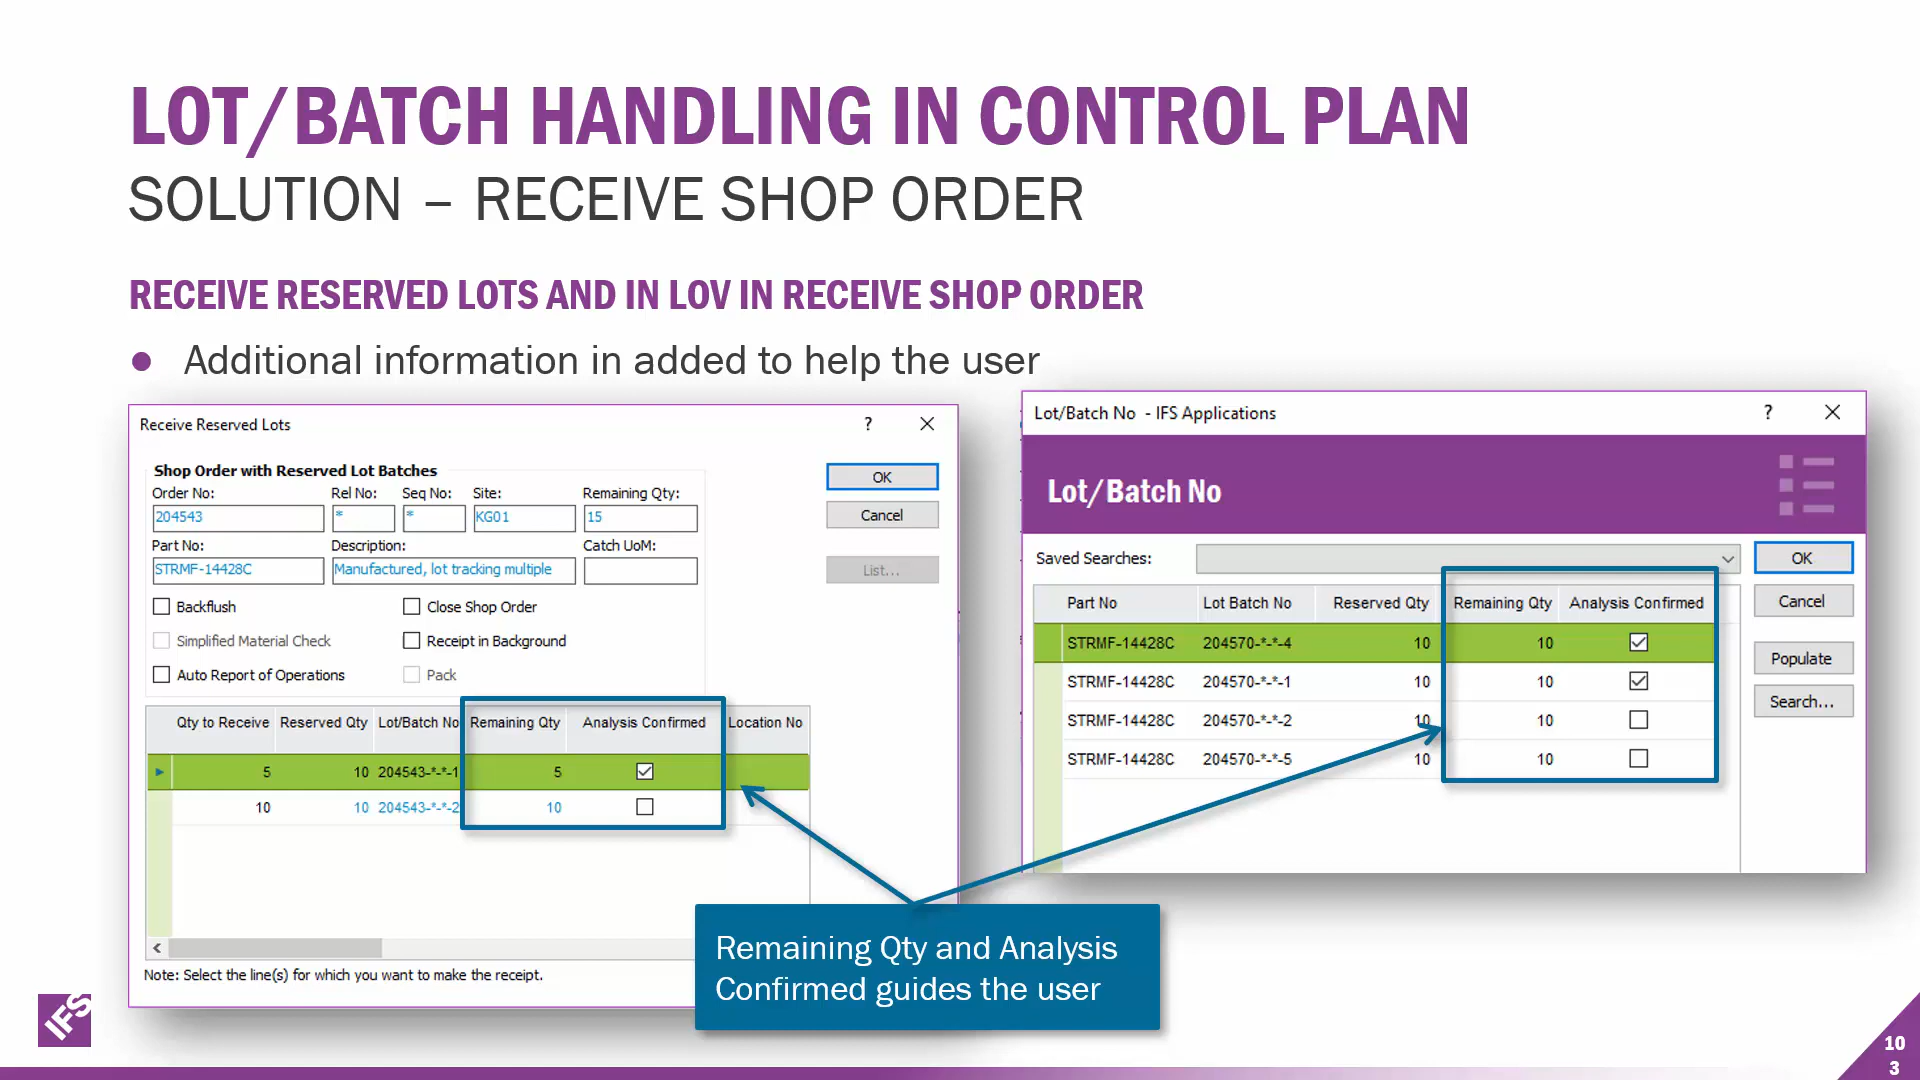 LOT/BATCH HANDLING IN CONTROL PLAN
SOLUTION – RECEIVE SHOP ORDER
RECEIVE RESERVED LOTS AND IN LOV IN RECEIVE SHOP ORDER
● Additional information in added to help the user
Receive Reserved Lots ?
Shop Order with Reserved Lot Batches
Order No: Rel No: Seq No: Site: Remaining Qty:
204543 * * KG01 15
Part No: Description: Catch UoM:
STRMF-14428C Manufactured, lot tracking multiple
Backflush Close Shop Order
Simplified Material Check Receipt in Background
Auto Report of Operations Pack
OK
Cancel
List...
Qty to Receive Reserved Qty Lot/Batch No Remaining Qty Analysis Confirmed Location No
5 10 204543-*-*-1 5
10 10 204543-*-*-2 10
Note: Select the line(s) for which you want to make the receipt.
Lot/Batch No - IFS Applications ?
Lot/Batch No
Saved Searches:
Part No Lot Batch No Reserved Qty Remaining Qty Analysis Confirmed
STRMF-14428C 204570-*-*-4 10 10
STRMF-14428C 204570-*-*-1 10 10
STRMF-14428C 204570-*-*-2 10 10
STRMF-14428C 204570-*-*-5 10 10
OK
Cancel
Populate
Search...
Remaining Qty and Analysis
Confirmed guides the user
IFS
10
3